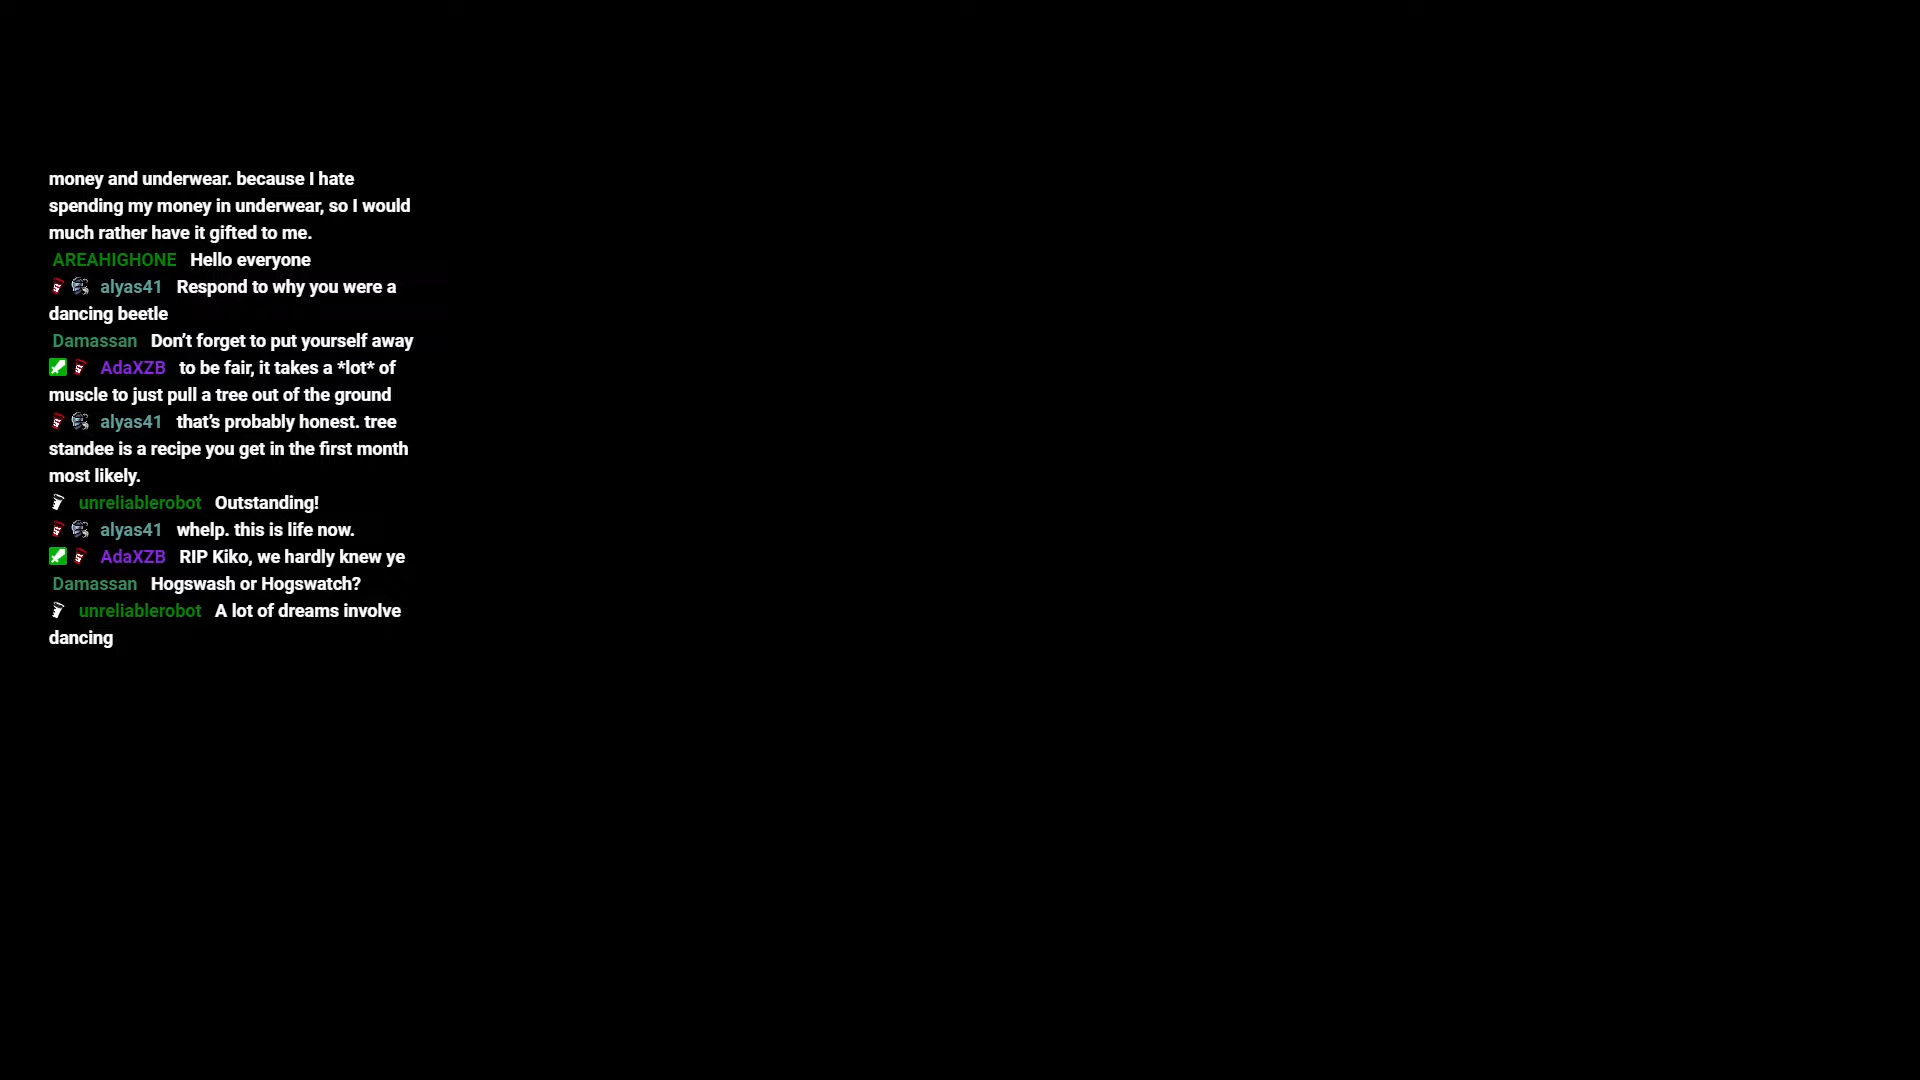 money and underwear. because I hate
spending my money in underwear, so I would
much rather have it gifted to me.
AREAHIGHONE Hello everyone
alyas41 Respond to why you were a
dancing beetle
Damassan Don't forget to put yourself away
AdaXZB to be fair, it takes a *lot* of
muscle to just pull a tree out of the ground
alyas41 that's probably honest. tree
standee is a recipe you get in the first month
most likely.
unreliablerobot Outstanding!
alyas41 whelp. this is life now.
AdaXZB RIP Kiko, we hardly knew ye
Damassan Hogswash or Hogswatch?
unreliablerobot A lot of dreams involve
dancing